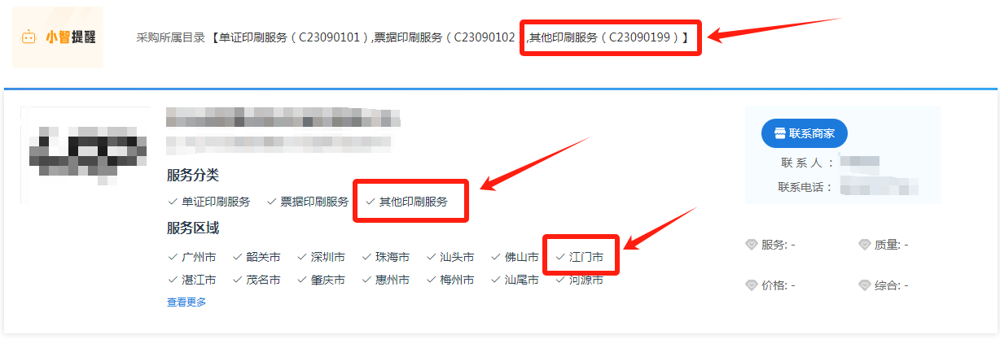 小智提醒
采购所属目录【单证印刷服务（C23090101）,票据印刷服务（C23090102）,其他印刷服务（C23090199）】
联系商家
联 系 人 ：
联系电话：
服务分类
单证印刷服务 票据印刷服务 其他印刷服务
服务区域
广州市 韶关市 深圳市 珠海市 汕头市 佛山市 江门市
湛江市 茂名市 肇庆市 惠州市 梅州市 汕尾市 河源市
查看更多
服务: - 质量: -
价格: - 综合: -